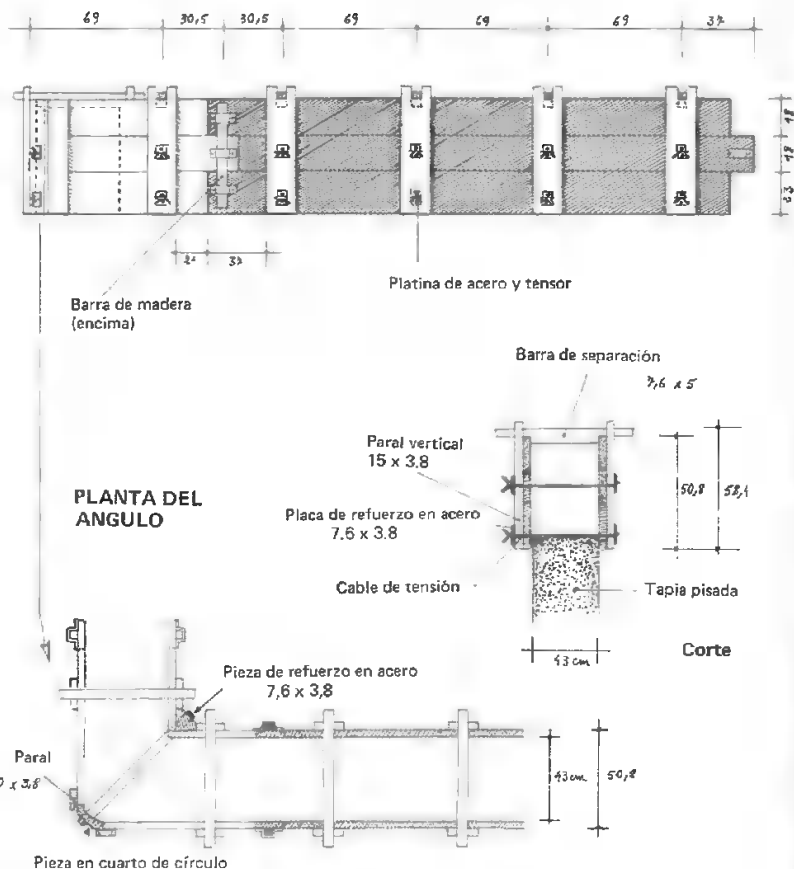 69 30,5 30,5 69 69 69 37
18
18
23
37
Barra de madera
(encima)
Platina de acero y tensor
Barra de separación
7,6 x 5
Paral vertical
15 x 3.8
PLANTA DEL
ANGULO
Placa de refuerzo en acero
7.6 x 3.8
50,8
Cable de tensión
Tapia pisada
43 cm
Corte
Pieza de refuerzo en acero
7,6 x 3,8
Paral
x 3,8
43 cm
50,8
Pieza en cuarto de círculo